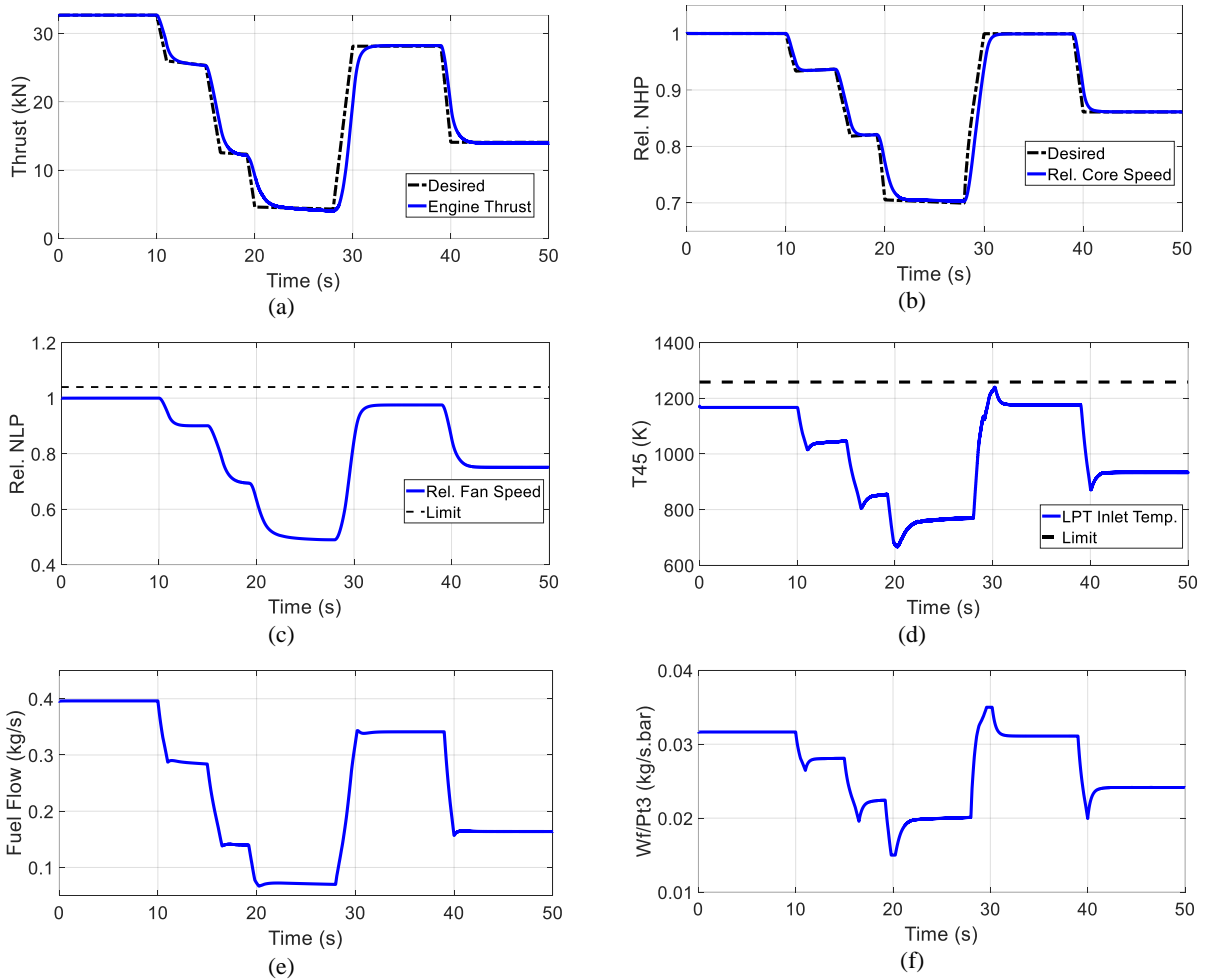 Thrust (kN)
30
20
10
0
Desired
Engine Thrust
0 10 20 30 40 50
Time (s)
(a)
Rel. NHP
1
0.9
0.8
0.7
Desired
Rel. Core Speed
0 10 20 30 40 50
Time (s)
(b)
Rel. NLP
1.2
1
0.8
0.6
0.4
Rel. Fan Speed
Limit
0 10 20 30 40 50
Time (s)
(c)
T45 (K)
1400
1200
1000
800
600
LPT Inlet Temp.
Limit
0 10 20 30 40 50
Time (s)
(d)
Fuel Flow (kg/s)
0.4
0.3
0.2
0.1
0 10 20 30 40 50
Time (s)
(e)
Wf/Pt3 (kg/s.bar)
0.04
0.03
0.02
0.01
0 10 20 30 40 50
Time (s)
(f)